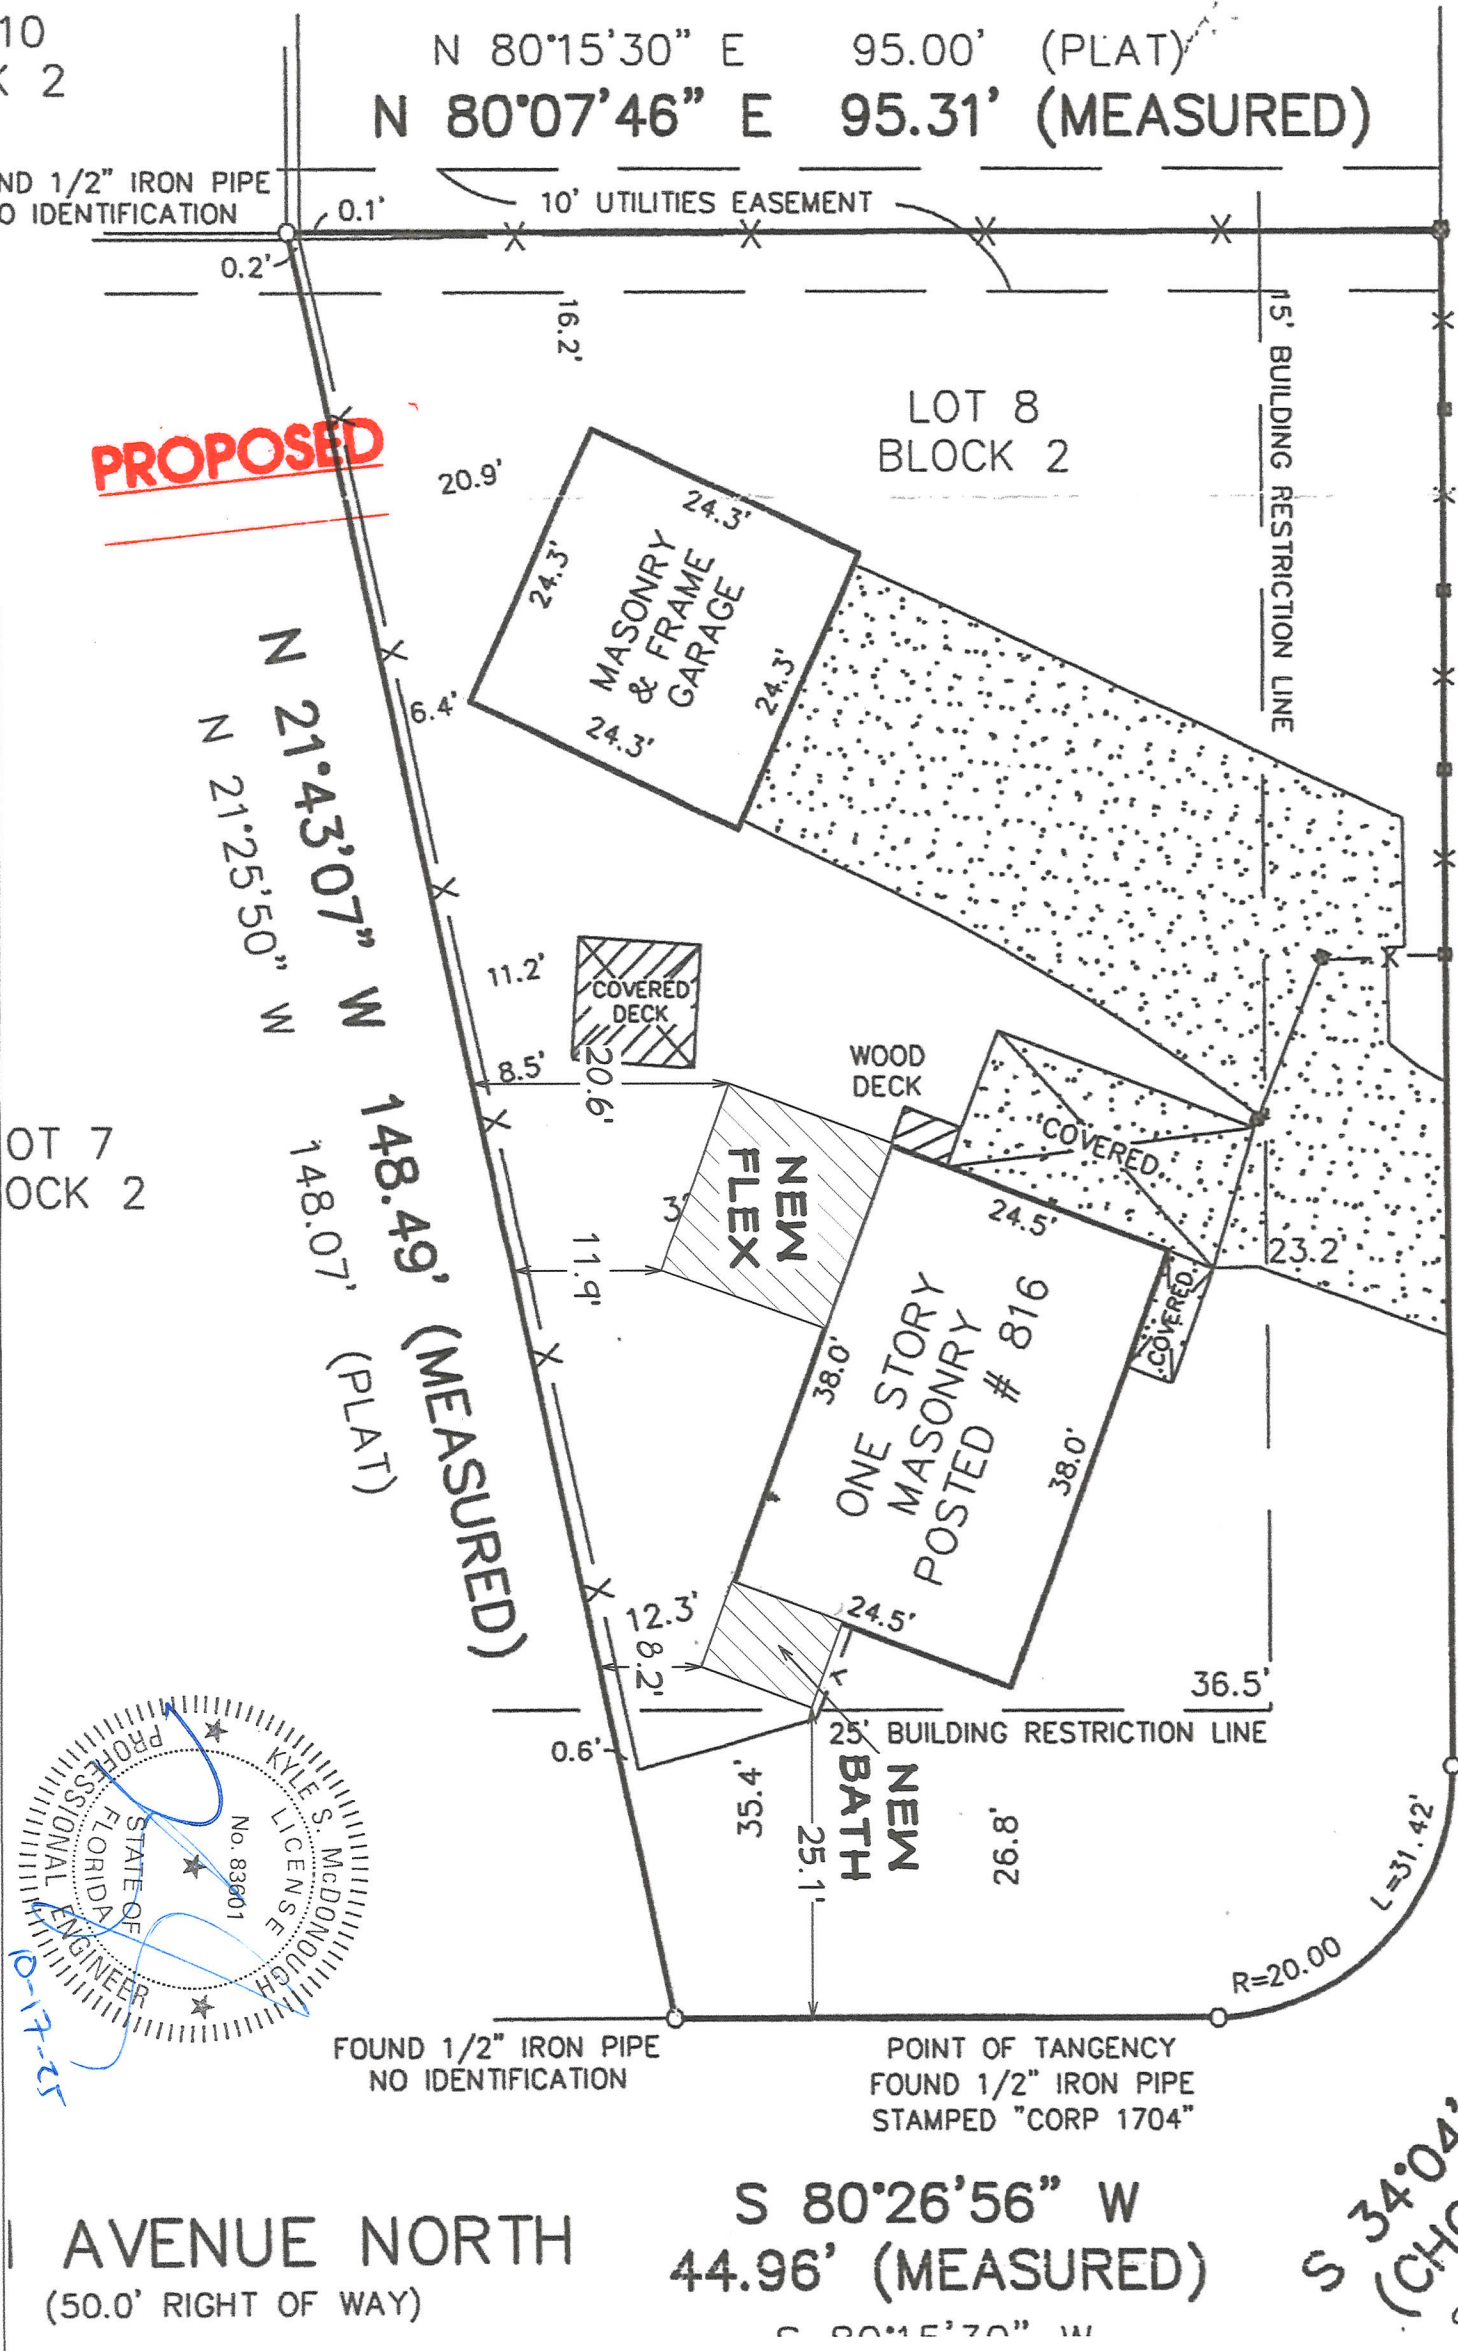 10
K 2
N 80°15'30" E 95.00' (PLAT)
N 80°07'46" E 95.31' (MEASURED)
ND 1/2" IRON PIPE
O IDENTIFICATION
0.1'
10' UTILITIES EASEMENT
0.2'
16.2'
15' BUILDING RESTRICTION LINE
LOT 8
BLOCK 2
PROPOSED
20.9'
24.3'
24.3'
MASONRY
& FRAME
GARAGE
24.3'
24.3'
6.4'
N 21°43'07" W 148.49' (MEASURED)
N 21°25'50" W 148.07' (PLAT)
11.2'
COVERED
DECK
8.5'
20.6'
WOOD
DECK
COVERED
OT 7
OCK 2
NEW
FLEX
3'
24.5'
11.9'
23.2'
COVERED
38.0'
ONE STORY
MASONRY
POSTED # 816
38.0'
12.3'
24.5'
8.2'
36.5'
25' BUILDING RESTRICTION LINE
0.6'
NEW
BATH
35.4'
25.1'
26.8'
L=31.42'
R=20.00
KYLE S. McDONOUGH
LICENSE
No. 83601
STATE OF
FLORIDA
PROFESSIONAL ENGINEER
10-17-25
FOUND 1/2" IRON PIPE
NO IDENTIFICATION
POINT OF TANGENCY
FOUND 1/2" IRON PIPE
STAMPED "CORP 1704"
S 80°26'56" W
44.96' (MEASURED)
S 80°15'30" W
AVENUE NORTH
(50.0' RIGHT OF WAY)
S 34°04'
(CHO